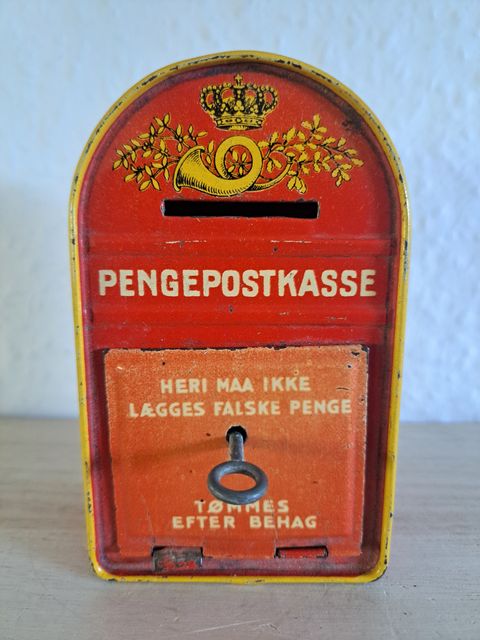 PENGEPOSTKASSE
HERI MAA IKKE
LÆGGES FALSKE PENGE
TØMMES
EFTER BEHAG